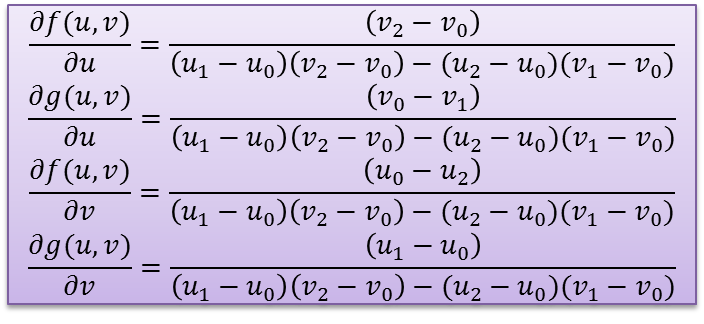 ∂f(u, v)/∂u = (v₂ − v₀)/((u₁ − u₀)(v₂ − v₀) − (u₂ − u₀)(v₁ − v₀))
∂g(u, v)/∂u = (v₀ − v₁)/((u₁ − u₀)(v₂ − v₀) − (u₂ − u₀)(v₁ − v₀))
∂f(u, v)/∂v = (u₀ − u₂)/((u₁ − u₀)(v₂ − v₀) − (u₂ − u₀)(v₁ − v₀))
∂g(u, v)/∂v = (u₁ − u₀)/((u₁ − u₀)(v₂ − v₀) − (u₂ − u₀)(v₁ − v₀))